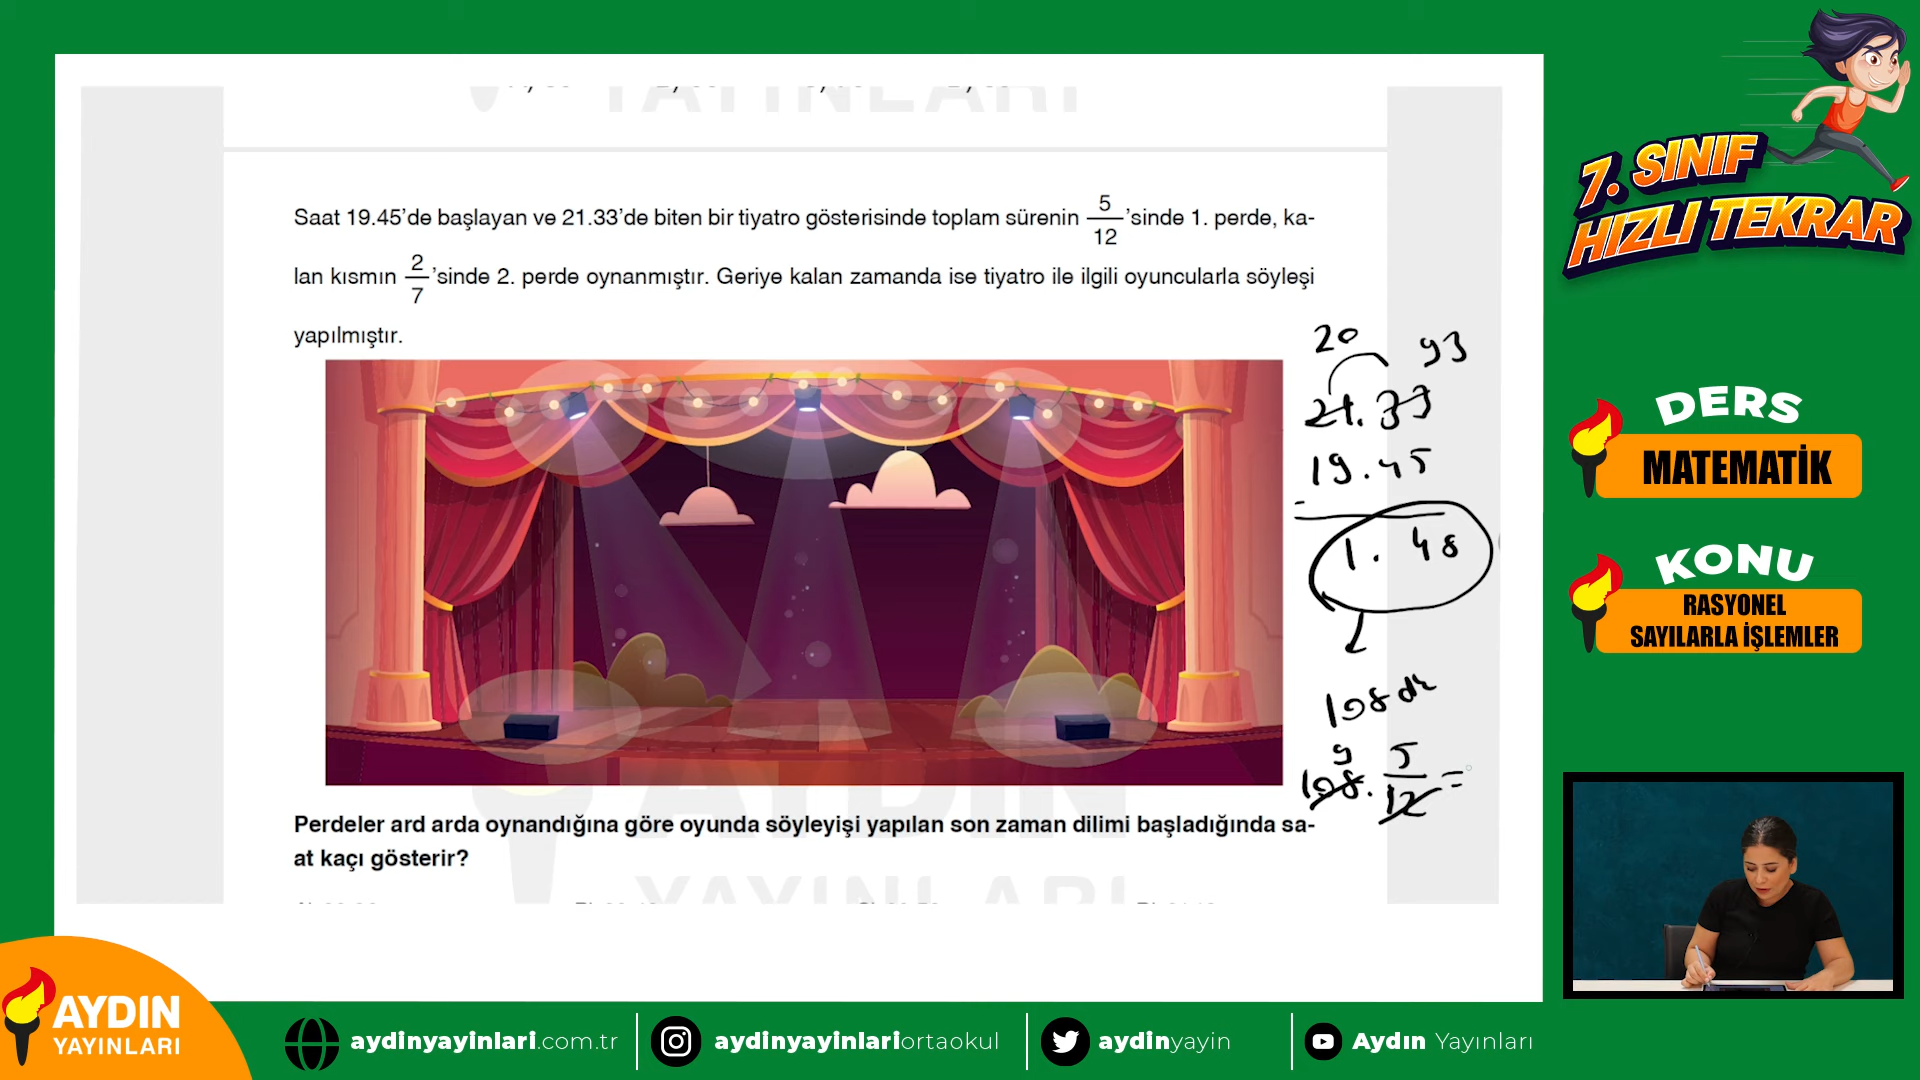 YAYINLARI
Saat 19.45’de başlayan ve 21.33’de biten bir tiyatro gösterisinde toplam sürenin 5/12’sinde 1. perde, ka-
lan kısmın 2/7’sinde 2. perde oynanmıştır. Geriye kalan zamanda ise tiyatro ile ilgili oyuncularla söyleşi
yapılmıştır.
20 93
21.33
19.45
-
1.48
108 dk
9
108 . 5/12 =
Perdeler ard arda oynandığına göre oyunda söyleyişi yapılan son zaman dilimi başladığında sa-
at kaçı gösterir?
YAYINLARI
7. SINIF
HIZLI TEKRAR
DERS
MATEMATİK
KONU
RASYONEL
SAYILARLA İŞLEMLER
AYDIN
YAYINLARI
aydinyayinlari.com.tr
aydinyayinlariortaokul
aydinyayin
Aydın Yayınları